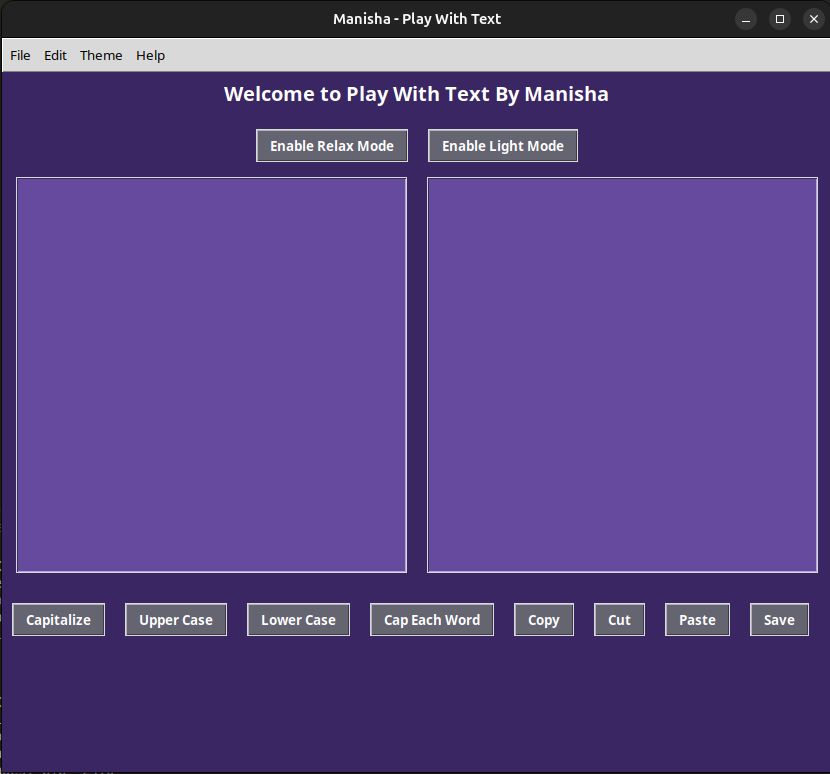 Manisha - Play With Text
File Edit Theme Help
Welcome to Play With Text By Manisha
Enable Relax Mode Enable Light Mode
Capitalize Upper Case Lower Case Cap Each Word Copy Cut Paste Save